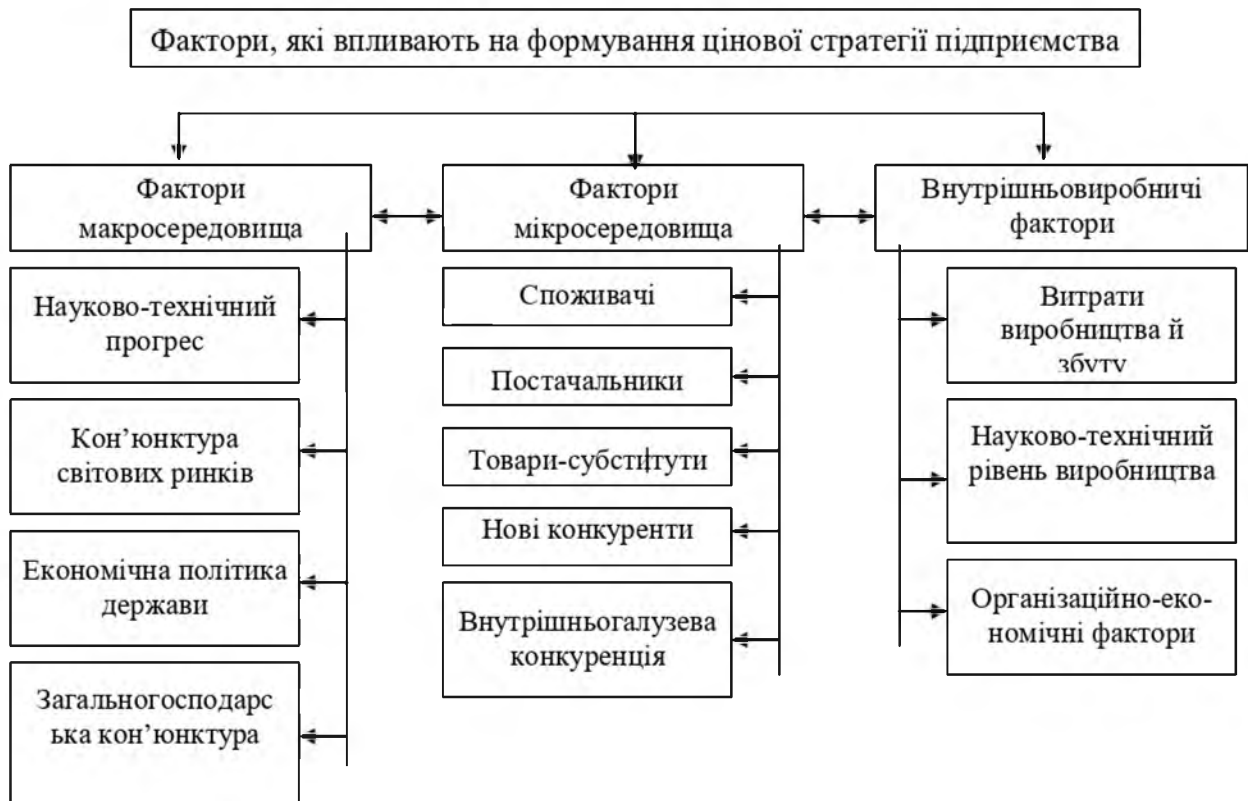 Фактори, які впливають на формування цінової стратегії підприємства
Фактори
макросередовища
Науково-технічний
прогрес
Кон’юнктура
світових ринків
Економічна політика
держави
Загальногосподарс
ька кон’юнктура
Фактори
мікросередовища
Споживачі
Постачальники
Товари-субститути
Нові конкуренти
Внутрішньогалузева
конкуренція
Внутрішньовиробничі
фактори
Витрати
виробництва й
збуту
Науково-технічний
рівень виробництва
Організаційно-еко-
номічні фактори